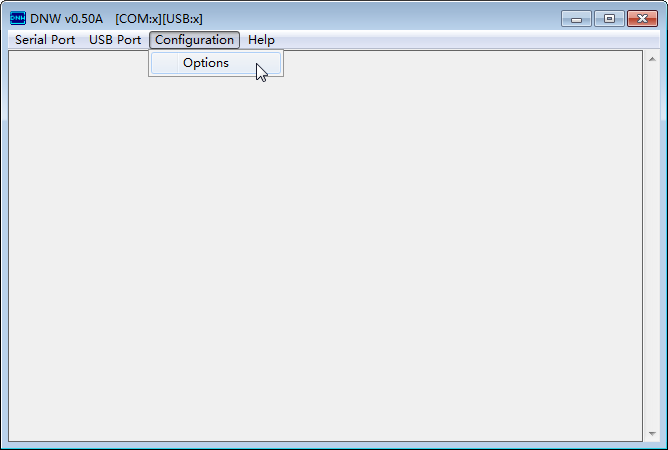 DNW v0.50A [COM:x][USB:x]
Serial Port USB Port Configuration Help
Options